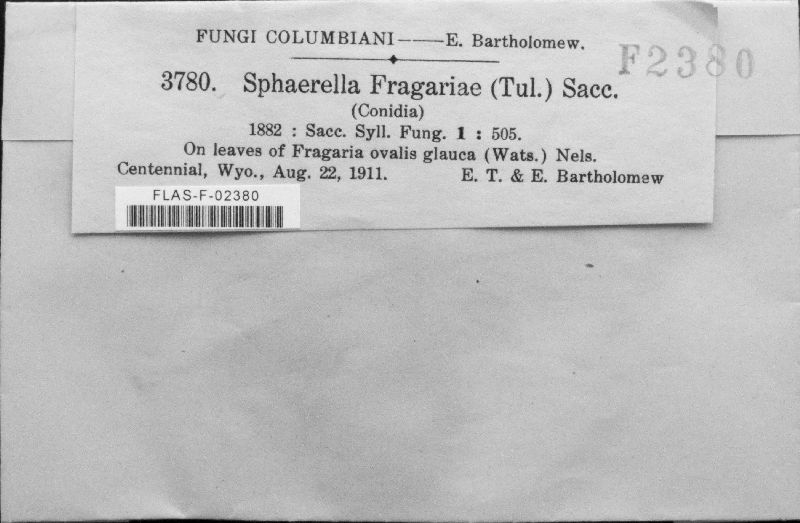 FUNGI COLUMBIANI——E. Bartholomew.
F2380
3780. Sphaerella Fragariae (Tul.) Sacc.
(Conidia)
1882 : Sacc. Syll. Fung. 1 : 505.
On leaves of Fragaria ovalis glauca (Wats.) Nels.
Centennial, Wyo., Aug. 22, 1911. E. T. & E. Bartholomew
FLAS-F-02380